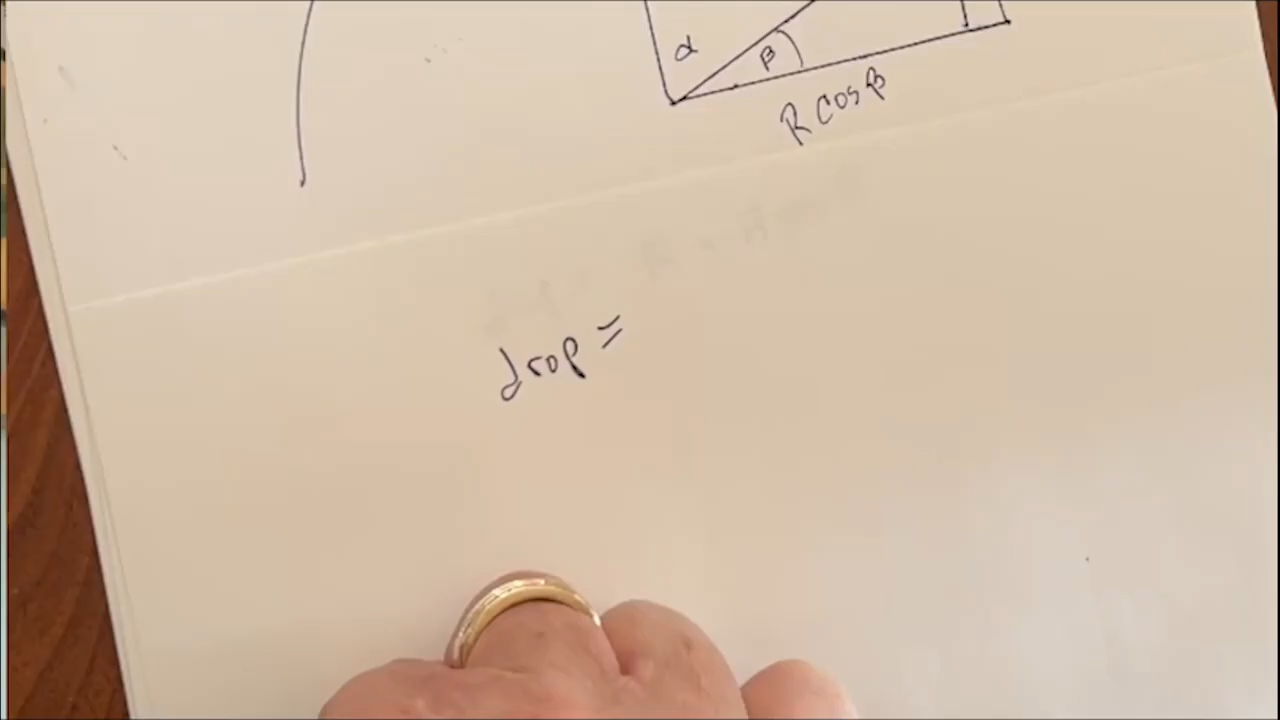 α
β
R cos β
drop =